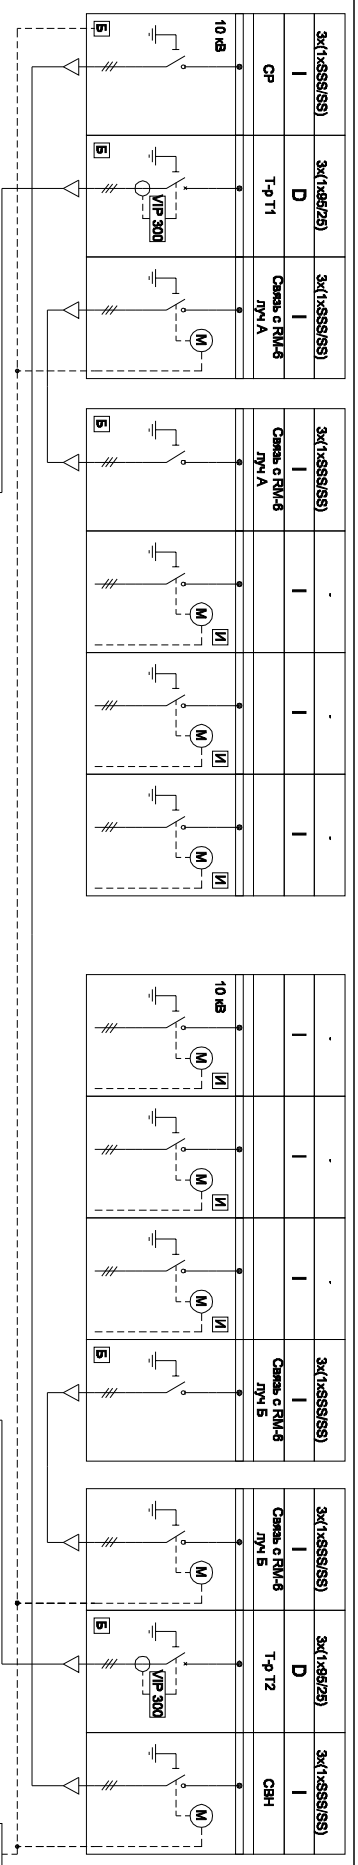 3x(1xSSS/SS) 3x(1x95/25) 3x(1xSSS/SS) 3x(1xSSS/SS) . . . . . . 3x(1xSSS/SS) 3x(1xSSS/SS) 3x(1x95/25) 3x(1xSSS/SS)
I D I I I I I I I I I I D I
СР Т-р Т1 Связь с RM-6 Связь с RM-6 Связь с RM-6 Связь с RM-6 Т-р Т2 СВН
луч А луч А луч Б луч Б
10 кВ 10 кВ
И И И И И И
М М М М М М М М М
VIP 300 VIP 300
Б Б Б Б Б